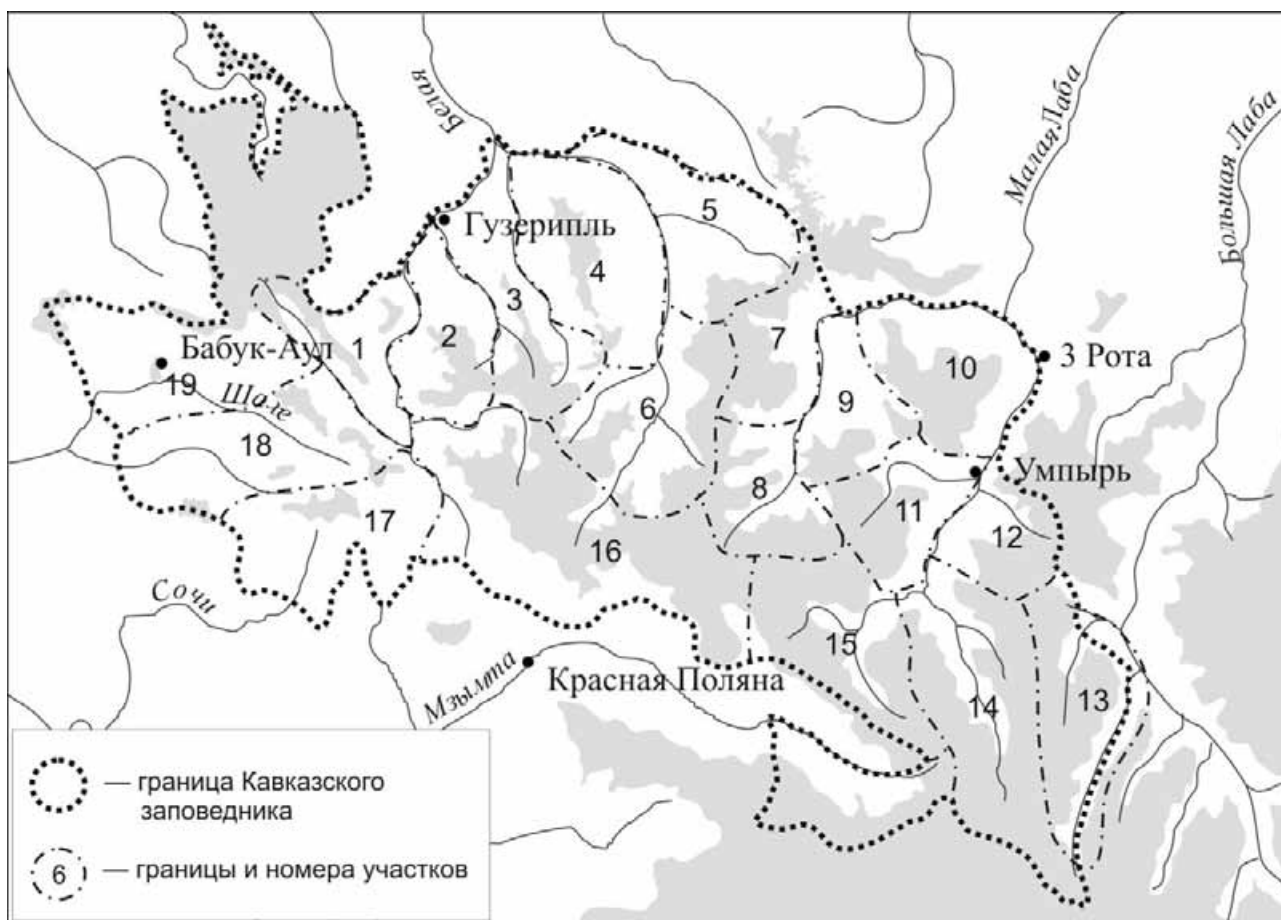 Белая
Малая Лаба
Большая Лаба
Гузерипль
5
4
3
2
1
7
Бабук-Аул
19
Шахе
3 Рота
10
9
6
18
Умпырь
8
11
12
17
16
Сочи
15
Мзымта
Красная Поляна
14
13
— граница Кавказского
заповедника
6
— границы и номера участков